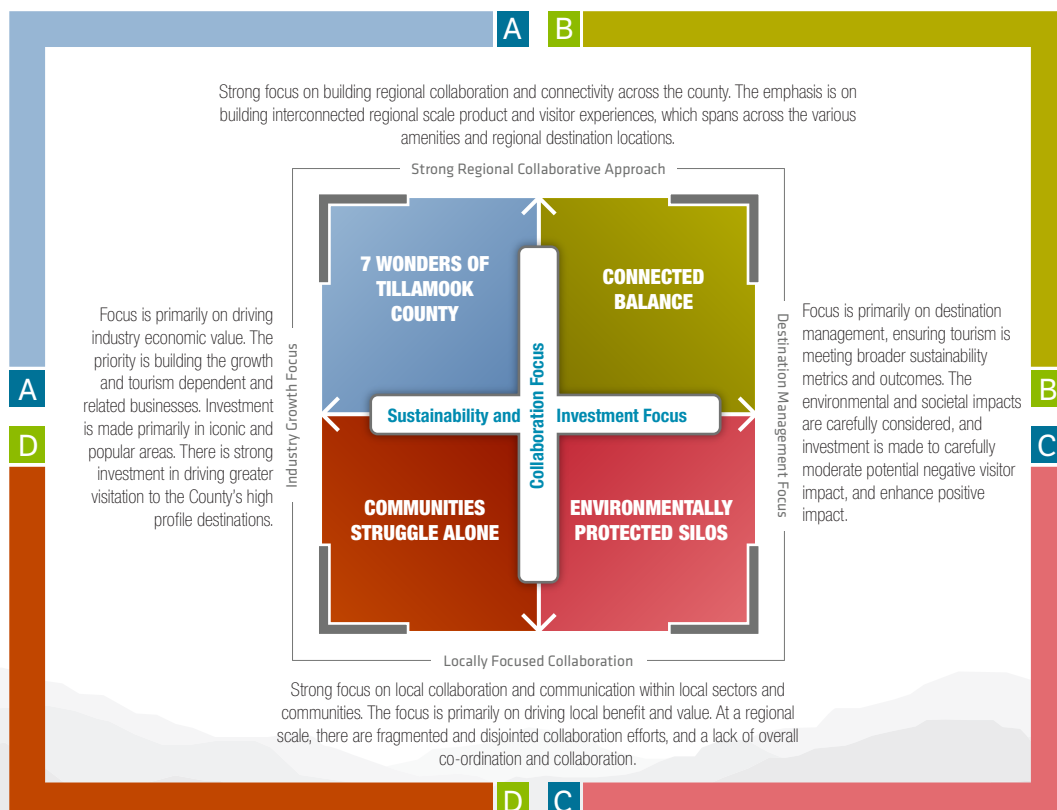 A B
Strong focus on building regional collaboration and connectivity across the county. The emphasis is on
building interconnected regional scale product and visitor experiences, which spans across the various
amenities and regional destination locations.
Strong Regional Collaborative Approach
7 WONDERS OF
TILLAMOOK
COUNTY
CONNECTED
BALANCE
Focus is primarily on driving
industry economic value. The
priority is building the growth
and tourism dependent and
related businesses. Investment
is made primarily in iconic and
popular areas. There is strong
investment in driving greater
visitation to the County's high
profile destinations.
Industry Growth Focus
Collaboration Focus
Sustainability and Investment Focus
Destination Management Focus
Focus is primarily on destination
management, ensuring tourism is
meeting broader sustainability
metrics and outcomes. The
environmental and societal impacts
are carefully considered, and
investment is made to carefully
moderate potential negative visitor
impact, and enhance positive
impact.
A
D
B
C
COMMUNITIES
STRUGGLE ALONE
ENVIRONMENTALLY
PROTECTED SILOS
Locally Focused Collaboration
Strong focus on local collaboration and communication within local sectors and
communities. The focus is primarily on driving local benefit and value. At a regional
scale, there are fragmented and disjointed collaboration efforts, and a lack of overall
co-ordination and collaboration.
D C